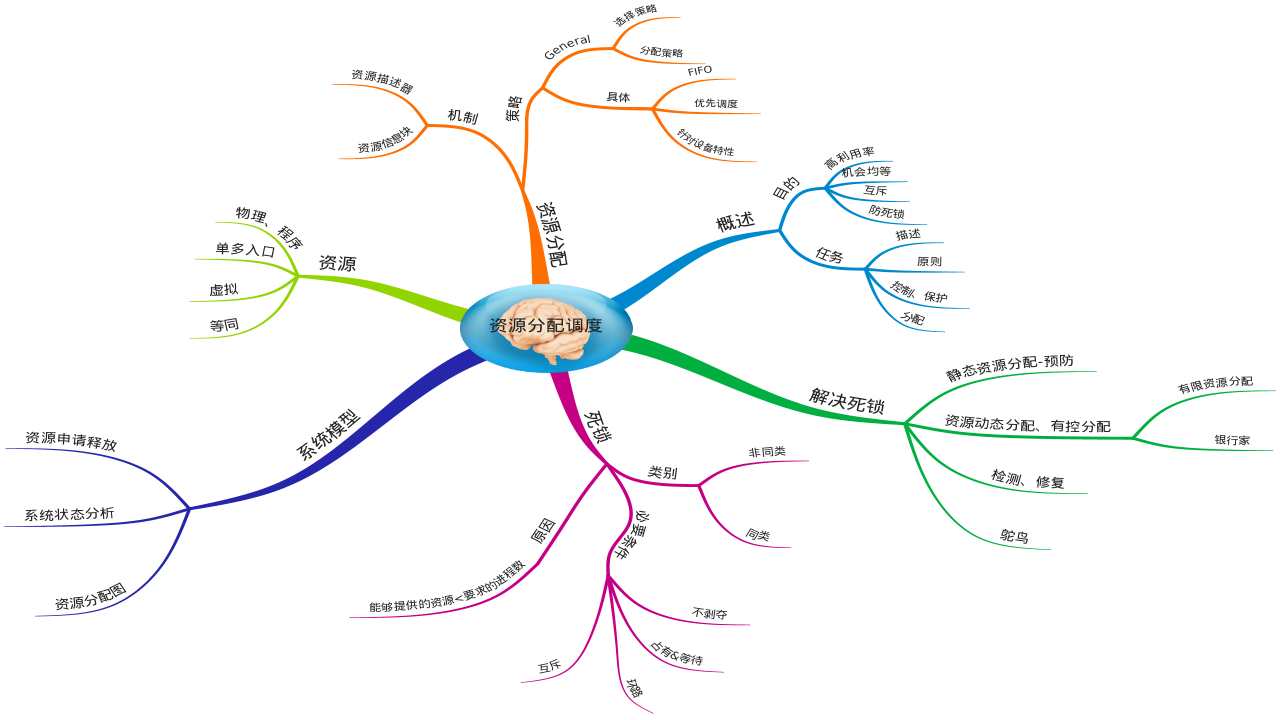 资源分配调度
概述
目的
高利用率
机会均等
互斥
防死锁
任务
描述
原则
控制、保护
分配
解决死锁
静态资源分配-预防
资源动态分配、有控分配
有限资源分配
银行家
检测、修复
鸵鸟
死锁
类别
非同类
同类
必要条件
不剥夺
占有&等待
环路
互斥
原因
能够提供的资源<要求的进程数
系统模型
资源申请释放
系统状态分析
资源分配图
资源
物理、程序
单多入口
虚拟
等同
资源分配
机制
资源描述器
资源信息块
策略
General
选择策略
分配策略
具体
FIFO
优先调度
针对设备特性